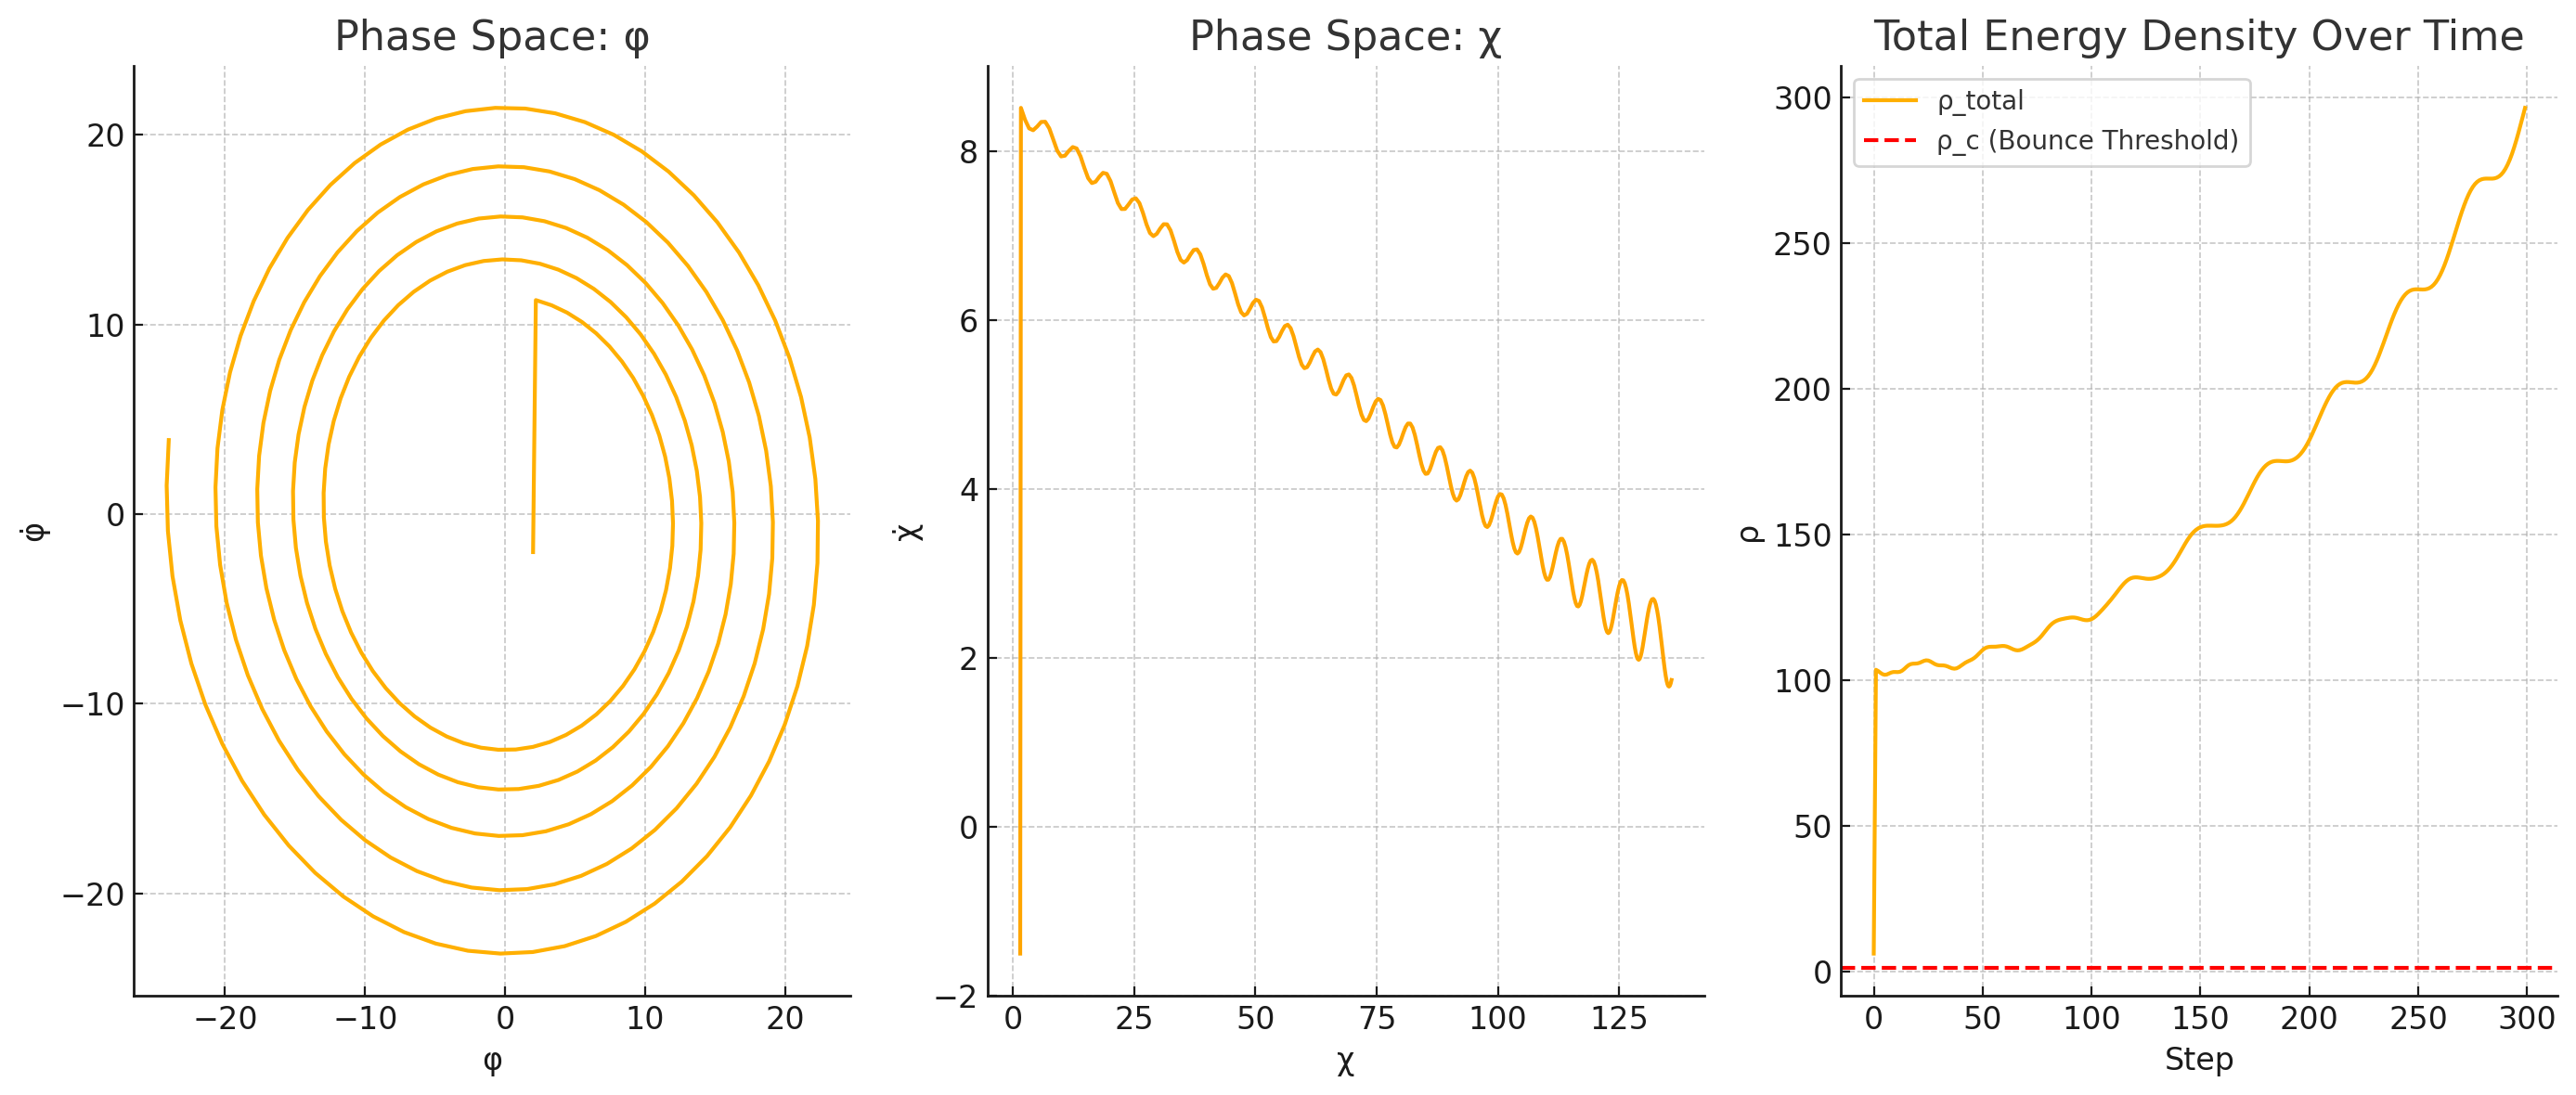 Phase Space: φ
20
10
0
−10
−20
φ̇
−20 −10 0 10 20
φ
Phase Space: χ
8
6
4
2
0
−2
χ̇
0 25 50 75 100 125
χ
Total Energy Density Over Time
ρ_total
ρ_c (Bounce Threshold)
300
250
200
150
100
50
0
ρ
0 50 100 150 200 250 300
Step